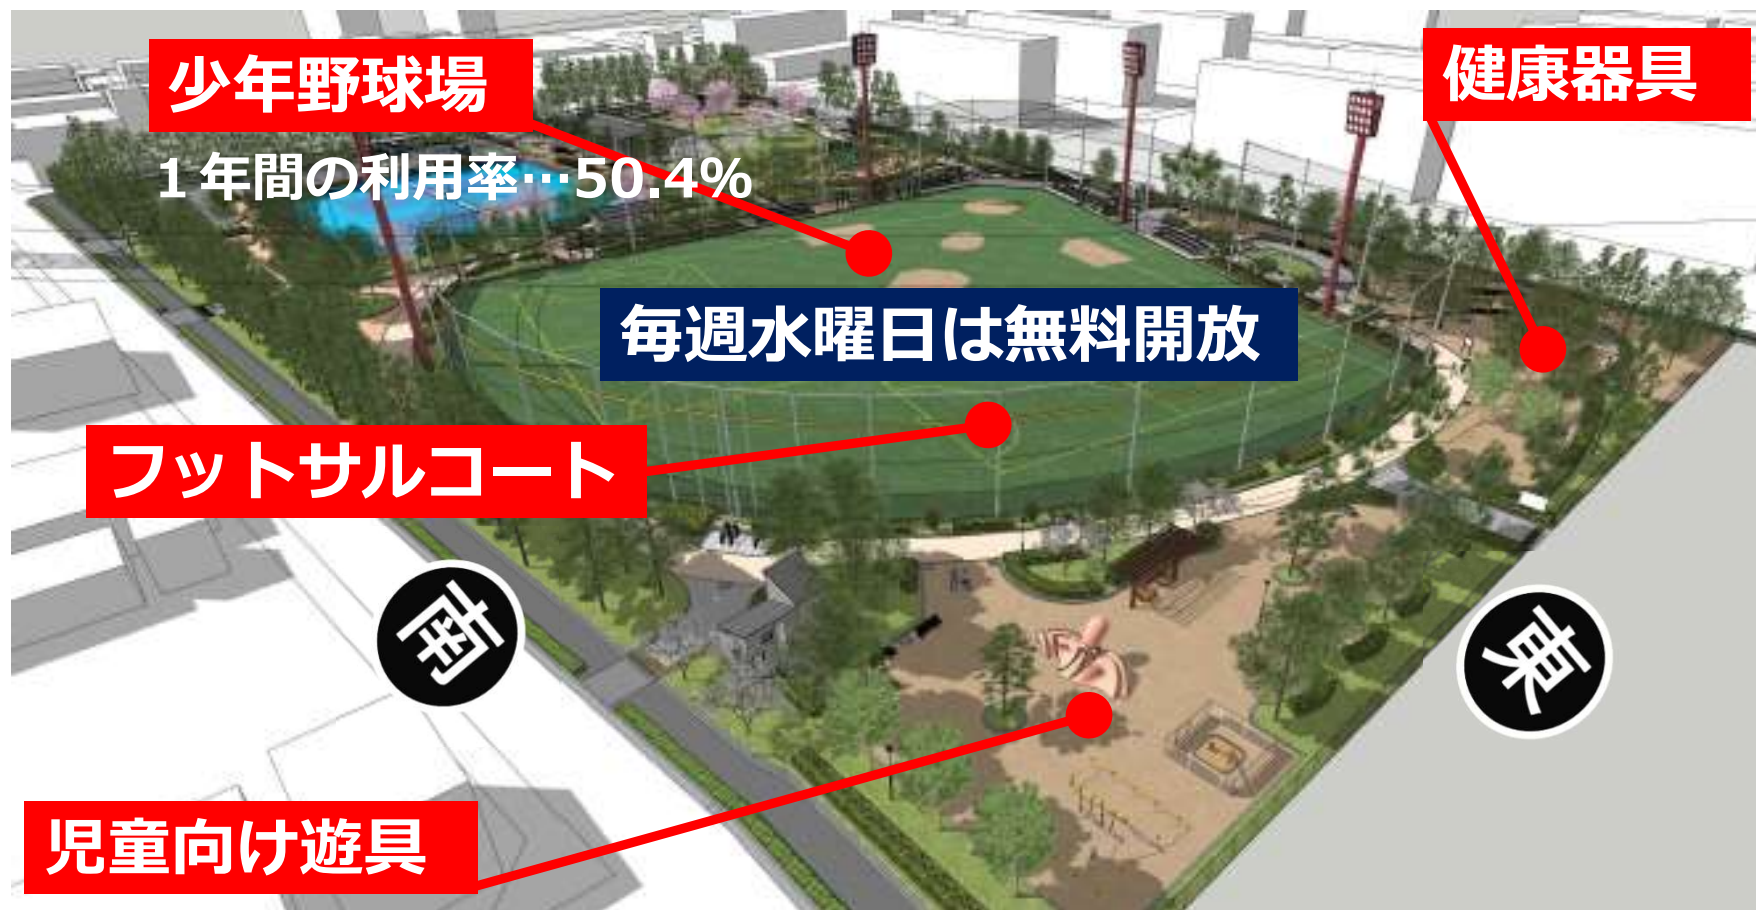 少年野球場
１年間の利用率…50.4%
健康器具
毎週水曜日は無料開放
フットサルコート
南
東
児童向け遊具